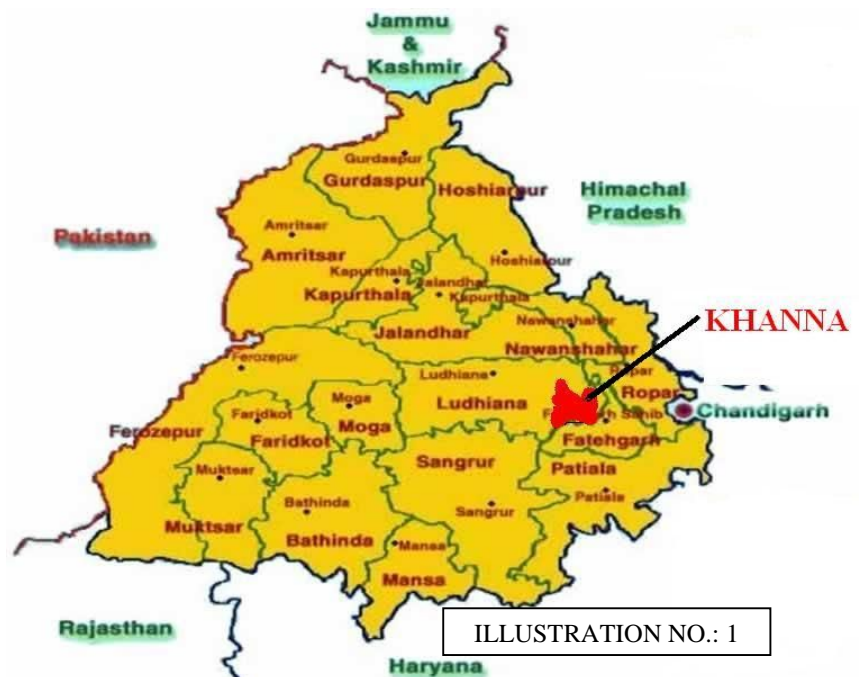 Jammu
&
Kashmir
Gurdaspur
Gurdaspur
Hoshiarpur
Himachal
Pradesh
Pakistan
Amritsar
Amritsar
Hoshiarpur
Kapurthala
Jalandhar
Kapurthala
Kapurthala
Jalandhar
Nawanshahar
Nawanshahar
KHANNA
Ferozepur
Ludhiana
Ropar
Ropar
Ludhiana
Moga
Moga
Faridkot
Faridkot
Ferozepur
Sahib
Chandigarh
Fatehgarh
Sangrur
Patiala
Muktsar
Patiala
Bathinda
Sangrur
Muktsar
Bathinda
Mansa
Mansa
Rajasthan
ILLUSTRATION NO.: 1
Haryana